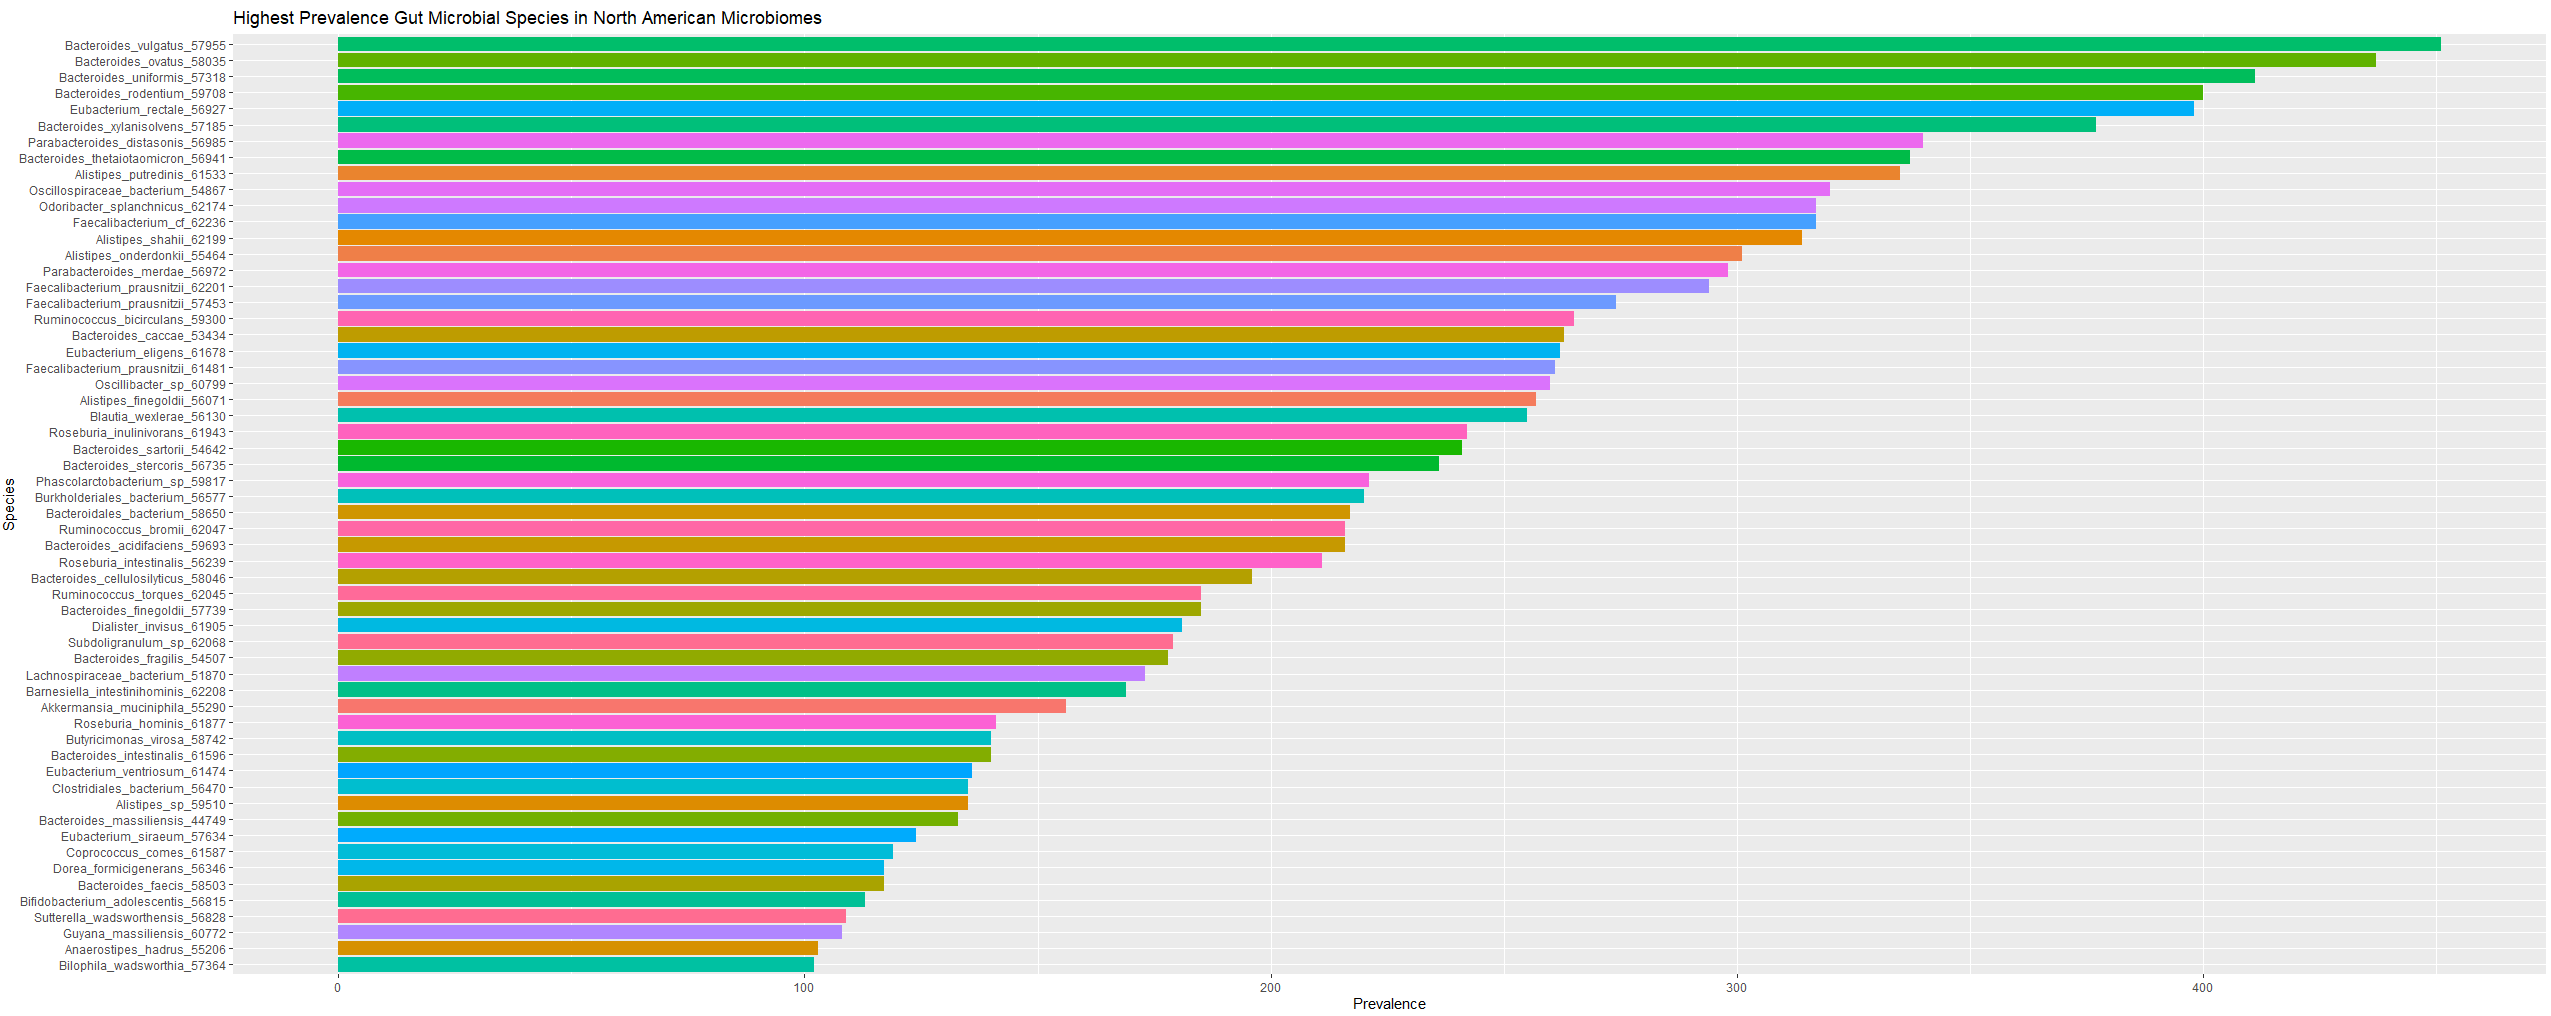 Highest Prevalence Gut Microbial Species in North American Microbiomes
Species
Bacteroides_vulgatus_57955
Bacteroides_ovatus_58035
Bacteroides_uniformis_57318
Bacteroides_rodentium_59708
Eubacterium_rectale_56927
Bacteroides_xylanisolvens_57185
Parabacteroides_distasonis_56985
Bacteroides_thetaiotaomicron_56941
Alistipes_putredinis_61533
Oscillospiraceae_bacterium_54867
Odoribacter_splanchnicus_62174
Faecalibacterium_cf_62236
Alistipes_shahii_62199
Alistipes_onderdonkii_55464
Parabacteroides_merdae_56972
Faecalibacterium_prausnitzii_62201
Faecalibacterium_prausnitzii_57453
Ruminococcus_bicirculans_59300
Bacteroides_caccae_53434
Eubacterium_eligens_61678
Faecalibacterium_prausnitzii_61481
Oscillibacter_sp_60799
Alistipes_finegoldii_56071
Blautia_wexlerae_56130
Roseburia_inulinivorans_61943
Bacteroides_sartorii_54642
Bacteroides_stercoris_56735
Phascolarctobacterium_sp_59817
Burkholderiales_bacterium_56577
Bacteroidales_bacterium_58650
Ruminococcus_bromii_62047
Bacteroides_acidifaciens_59693
Roseburia_intestinalis_56239
Bacteroides_cellulosilyticus_58046
Ruminococcus_torques_62045
Bacteroides_finegoldii_57739
Dialister_invisus_61905
Subdoligranulum_sp_62068
Bacteroides_fragilis_54507
Lachnospiraceae_bacterium_51870
Barnesiella_intestinihominis_62208
Akkermansia_muciniphila_55290
Roseburia_hominis_61877
Butyricimonas_virosa_58742
Bacteroides_intestinalis_61596
Eubacterium_ventriosum_61474
Clostridiales_bacterium_56470
Alistipes_sp_59510
Bacteroides_massiliensis_44749
Eubacterium_siraeum_57634
Coprococcus_comes_61587
Dorea_formicigenerans_56346
Bacteroides_faecis_58503
Bifidobacterium_adolescentis_56815
Sutterella_wadsworthensis_56828
Guyana_massiliensis_60772
Anaerostipes_hadrus_55206
Bilophila_wadsworthia_57364
0 100 200 300 400
Prevalence